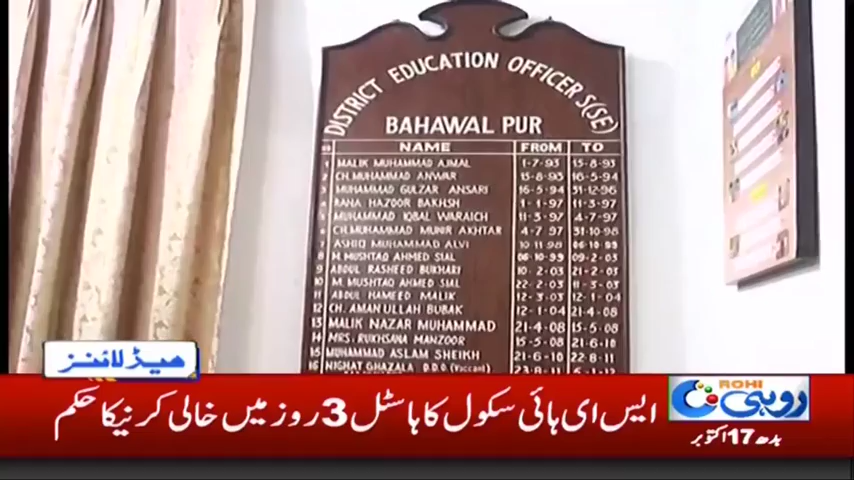 DISTRICT EDUCATION OFFICER'S(SE)
BAHAWAL PUR
NAME FROM TO
1 MALIK MUHAMMAD AJMAL 1-7-93 15-8-93
2 CH.MUHAMMAD ANWAR 15-8-93 16-5-94
3 MUHAMMAD GULZAR ANSARI 16-5-94 31-12-96
4 RANA HAZOOR BAKHSH 1-1-97 11-3-97
5 MUHAMMAD IQBAL WARAICH 11-3-97 4-7-97
6 CH.MUHAMMAD MUNIR AKHTAR 4-7-97 31-10-98
7 ASHIQ MUHAMMAD ALVI 10-11-98 06-10-99
8 M. MUSHTAQ AHMED SIAL 06-10-99 09-2-03
9 ABDUL RASHEED BUKHARI 10-2-03 21-2-03
10 M. MUSHTAQ AHMED SIAL 22-2-03 11-3-03
11 ABDUL HAMEED MALIK 12-3-03 12-1-04
12 CH. AMAN ULLAH BUBAK 12-1-04 21-4-08
13 MALIK NAZAR MUHAMMAD 21-4-08 15-5-08
14 MRS. RUKHSANA MANZOOR 15-5-08 21-6-10
15 MUHAMMAD ASLAM SHEIKH 21-6-10 22-8-11
16 NIGHAT GHAZALA D.D.O (Vaccant) 23-8-11 6-1-12
ہیڈلائنز
ایس ای ہائی سکول کا ہاسٹل 3 روز میں خالی کرنیکا حکم
ROHI
روہی
بدھ 17 اکتوبر